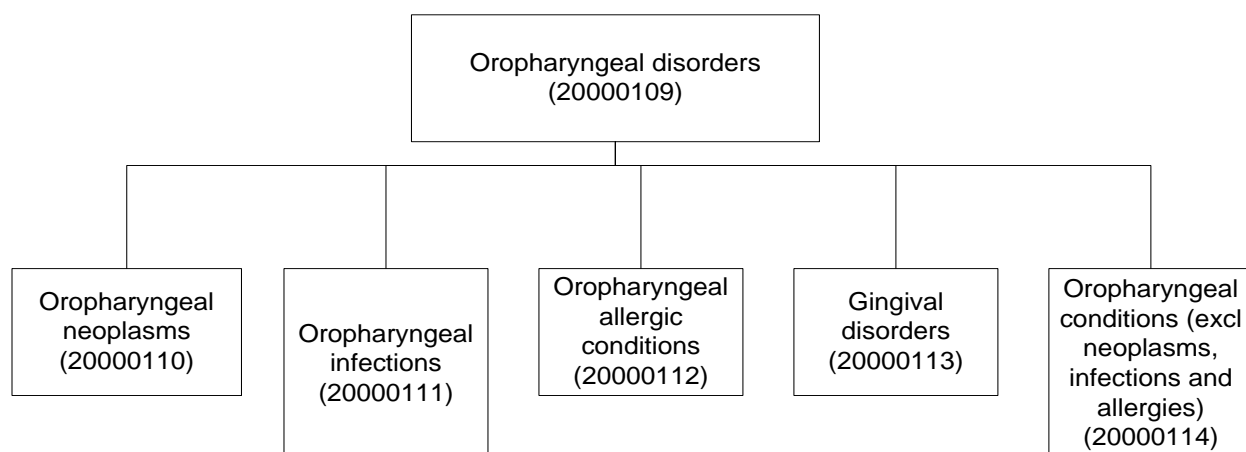 Oropharyngeal disorders
(20000109)
Oropharyngeal
neoplasms
(20000110)
Oropharyngeal
infections
(20000111)
Oropharyngeal
allergic
conditions
(20000112)
Gingival
disorders
(20000113)
Oropharyngeal
conditions (excl
neoplasms,
infections and
allergies)
(20000114)